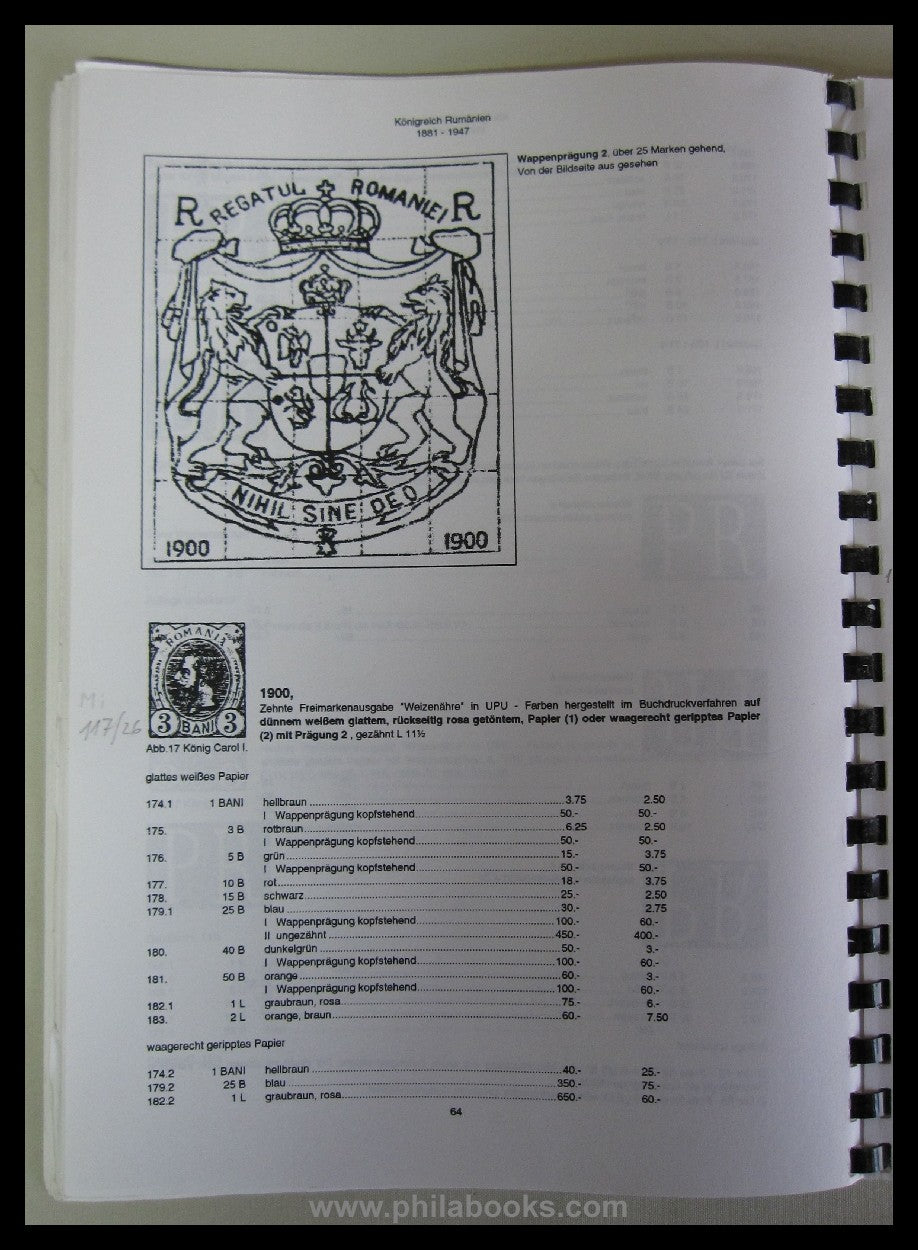 Königreich Rumänien
1881 - 1947
Wappenprägung 2, über 25 Marken gehend,
Von der Bildseite aus gesehen
R REGATUL ROMANIEI R
NIHIL SINE DEO
1900 1900
ROMANIA
3 BANI 3
Mi
117/26
Abb.17 König Carol I.
1900,
Zehnte Freimarkenausgabe "Weizenähre" in UPU - Farben hergestellt im Buchdruckverfahren auf
dünnem weißem glattem, rückseitig rosa getöntem, Papier (1) oder waagerecht geripptes Papier
(2) mit Prägung 2 , gezähnt L 11½
glattes weißes Papier
174.1 1 BANI hellbraun 3.75 2.50
I Wappenprägung kopfstehend 50.- 50.-
175. 3 B rotbraun 6.25 2.50
I Wappenprägung kopfstehend 50.- 50.-
176. 5 B grün 15.- 3.75
I Wappenprägung kopfstehend 50.- 50.-
177. 10 B rot 18.- 3.75
178. 15 B schwarz 25.- 2.50
179.1 25 B blau 30.- 2.75
I Wappenprägung kopfstehend 100.- 60.-
II ungezähnt 450.- 400.-
180. 40 B dunkelgrün 50.- 3.-
I Wappenprägung kopfstehend 100.- 60.-
181. 50 B orange 60.- 3.-
I Wappenprägung kopfstehend 100.- 60.-
182.1 1 L graubraun, rosa 75.- 6.-
183. 2 L orange, braun 60.- 7.50
waagerecht geripptes Papier
174.2 1 BANI hellbraun 40.- 25.-
179.2 25 B blau 350.- 75.-
182.2 1 L graubraun, rosa 650.- 60.-
64
www.philabooks.com